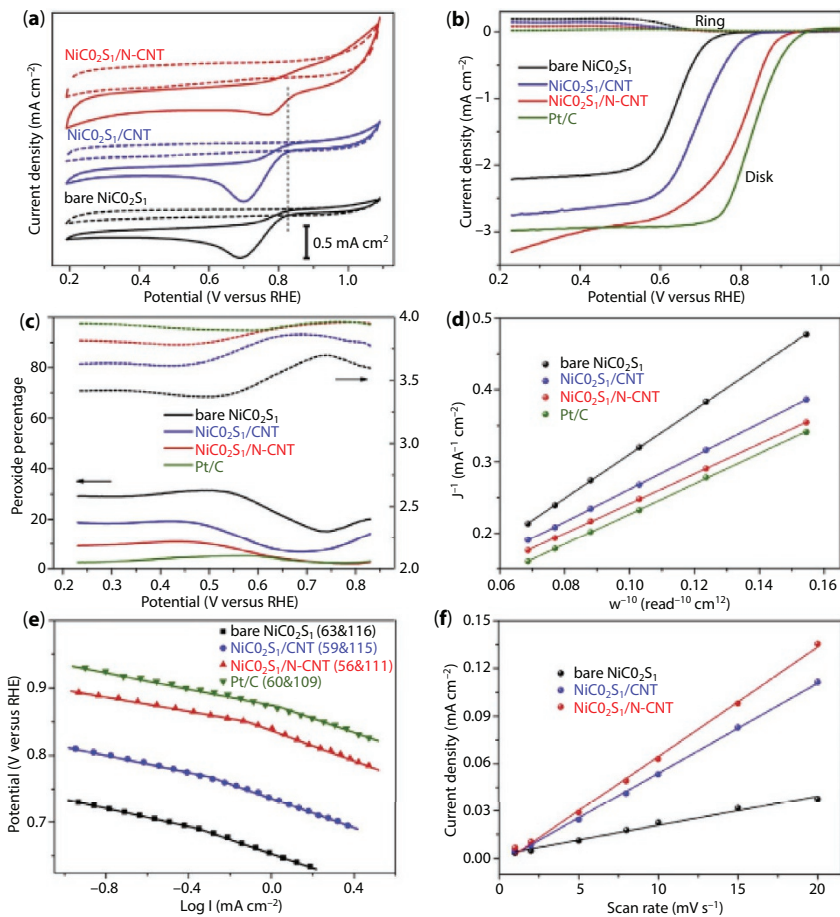 (a)
NiC0₂S₁/N-CNT
NiC0₂S₁/CNT
bare NiC0₂S₁
0.5 mA cm²
Current density (mA cm⁻²)
0.2 0.4 0.6 0.8 1.0
Potential (V versus RHE)
(b)
Ring
bare NiC0₂S₁
NiC0₂S₁/CNT
NiC0₂S₁/N-CNT
Pt/C
Disk
Current density (mA cm⁻²)
0
−1
−2
−3
0.2 0.4 0.6 0.8 1.0
Potential (V versus RHE)
(c)
bare NiC0₂S₁
NiC0₂S₁/CNT
NiC0₂S₁/N-CNT
Pt/C
Peroxide percentage
80
60
40
30
20
10
0
4.0
3.5
3.0
2.5
2.0
0.2 0.3 0.4 0.5 0.6 0.7 0.8
Potential (V versus RHE)
(d)
bare NiC0₂S₁
NiC0₂S₁/CNT
NiC0₂S₁/N-CNT
Pt/C
J⁻¹ (mA⁻¹ cm⁻²)
0.5
0.4
0.3
0.2
0.06 0.08 0.10 0.12 0.14 0.16
w⁻¹⁰ (read⁻¹⁰ cm¹²)
(e)
bare NiC0₂S₁ (63&116)
NiC0₂S₁/CNT (59&115)
NiC0₂S₁/N-CNT (56&111)
Pt/C (60&109)
Potential (V versus RHE)
0.9
0.8
0.7
−0.8 −0.4 0.0 0.4
Log I (mA cm⁻²)
(f)
bare NiC0₂S₁
NiC0₂S₁/CNT
NiC0₂S₁/N-CNT
Current density (mA cm⁻²)
0.15
0.12
0.09
0.06
0.03
0.00
0 5 10 15 20
Scan rate (mV s⁻¹)